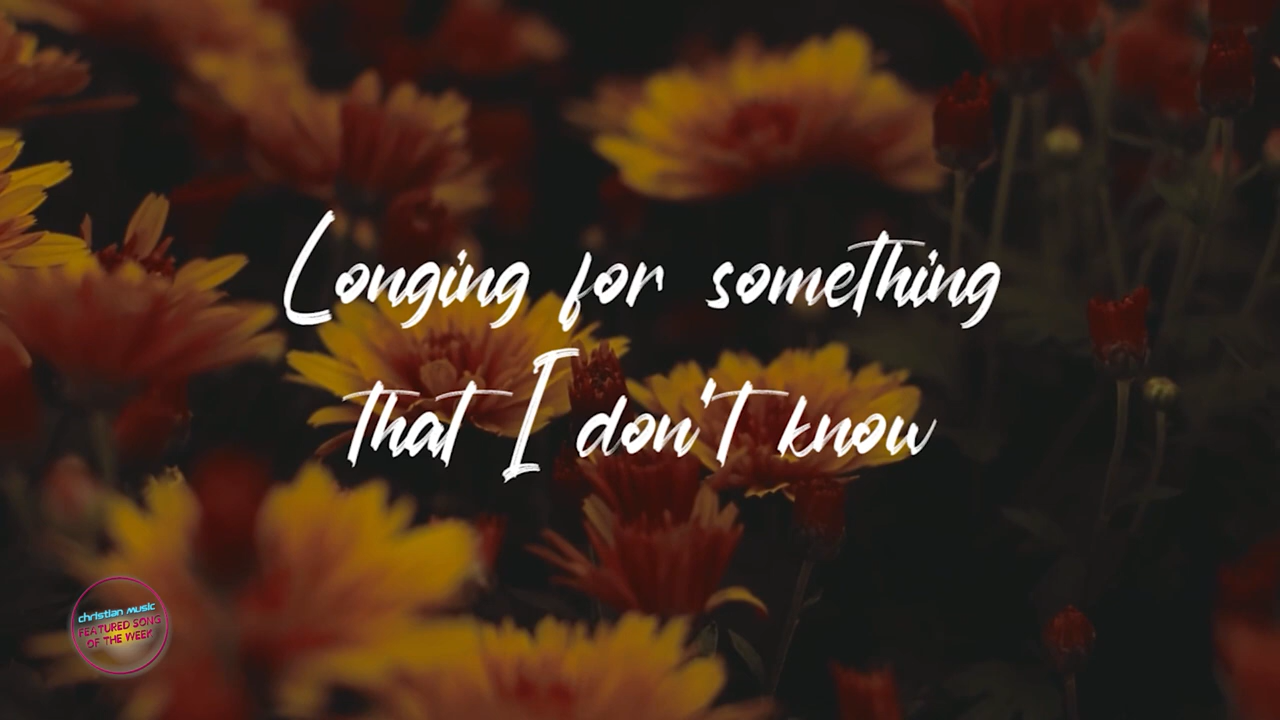 Longing for something
that I don't know
christian music
FEATURED SONG
OF THE WEEK